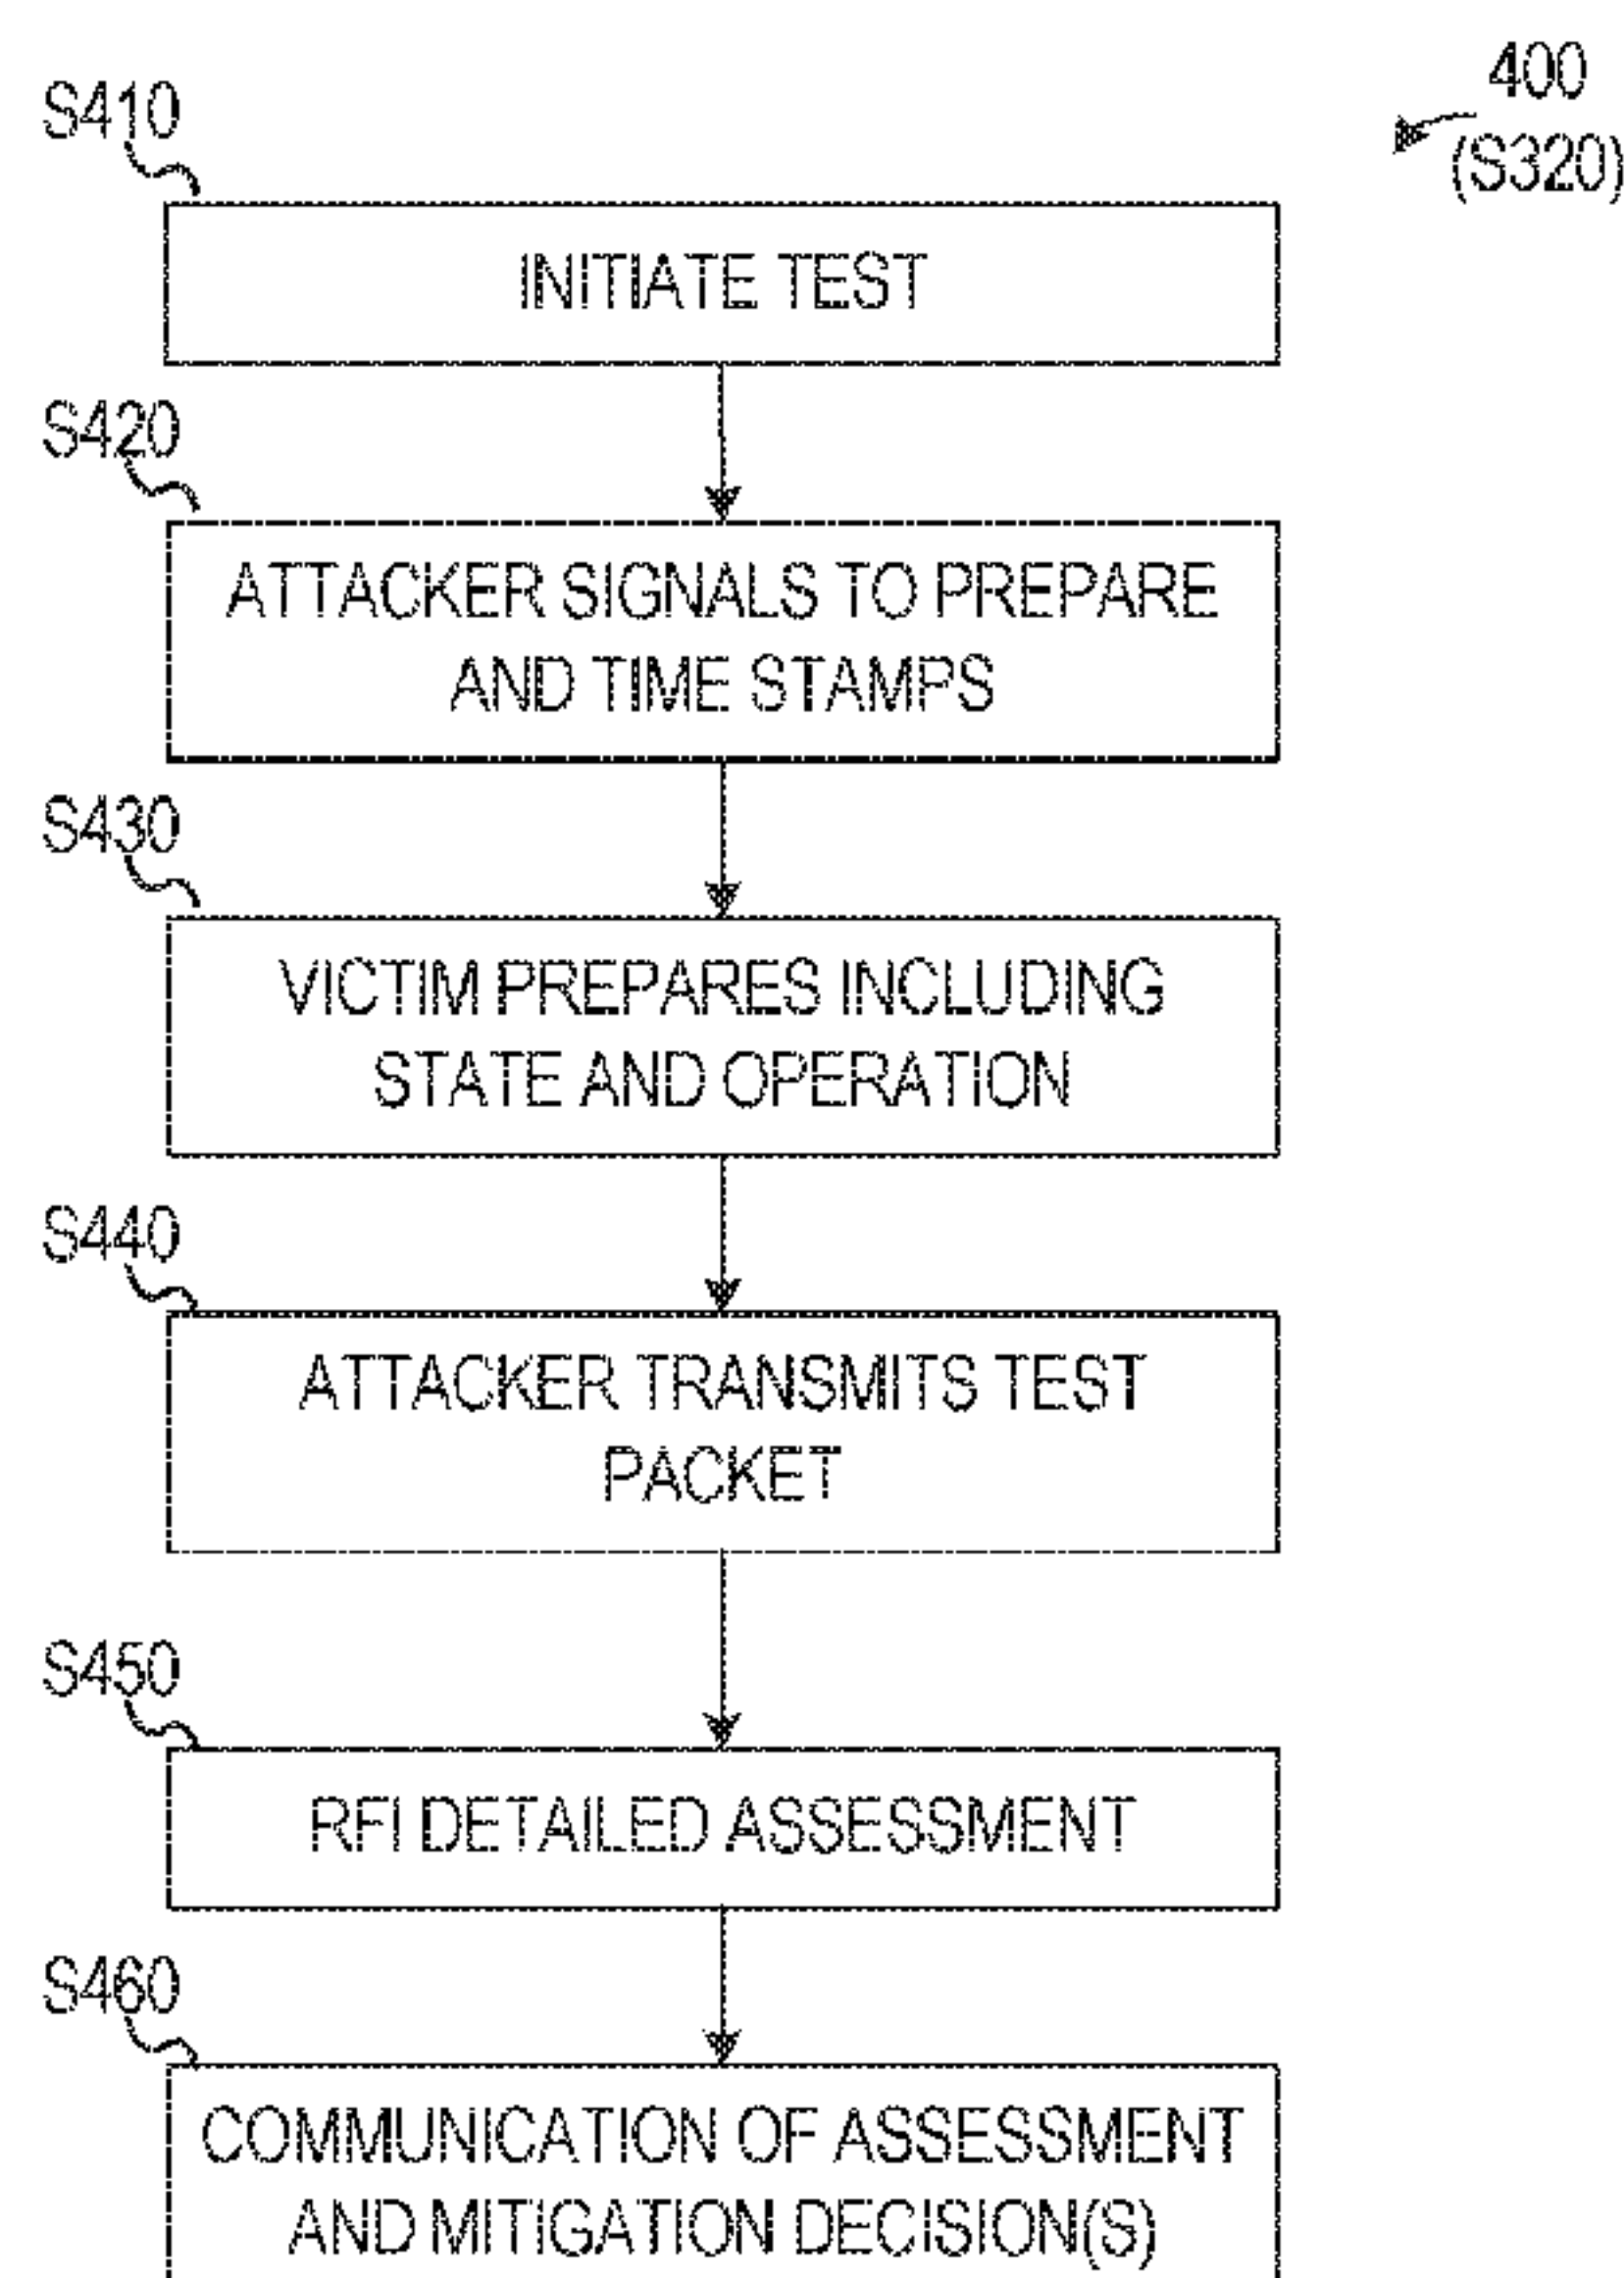 400
(S320)
S410
INITIATE TEST
S420
ATTACKER SIGNALS TO PREPARE
AND TIME STAMPS
S430
VICTIM PREPARES INCLUDING
STATE AND OPERATION
S440
ATTACKER TRANSMITS TEST
PACKET
S450
RFI DETAILED ASSESSMENT
S460
COMMUNICATION OF ASSESSMENT
AND MITIGATION DECISION(S)